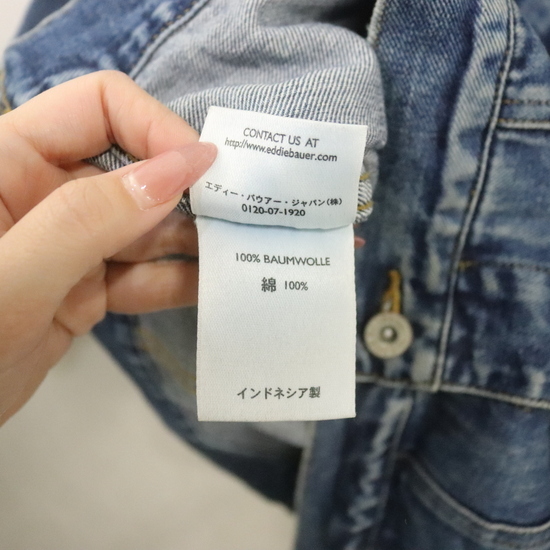 CONTACT US AT
http://www.eddiebauer.com
エディー・バウアー・ジャパン(株)
0120-07-1920
100% BAUMWOLLE
綿 100%
インドネシア製